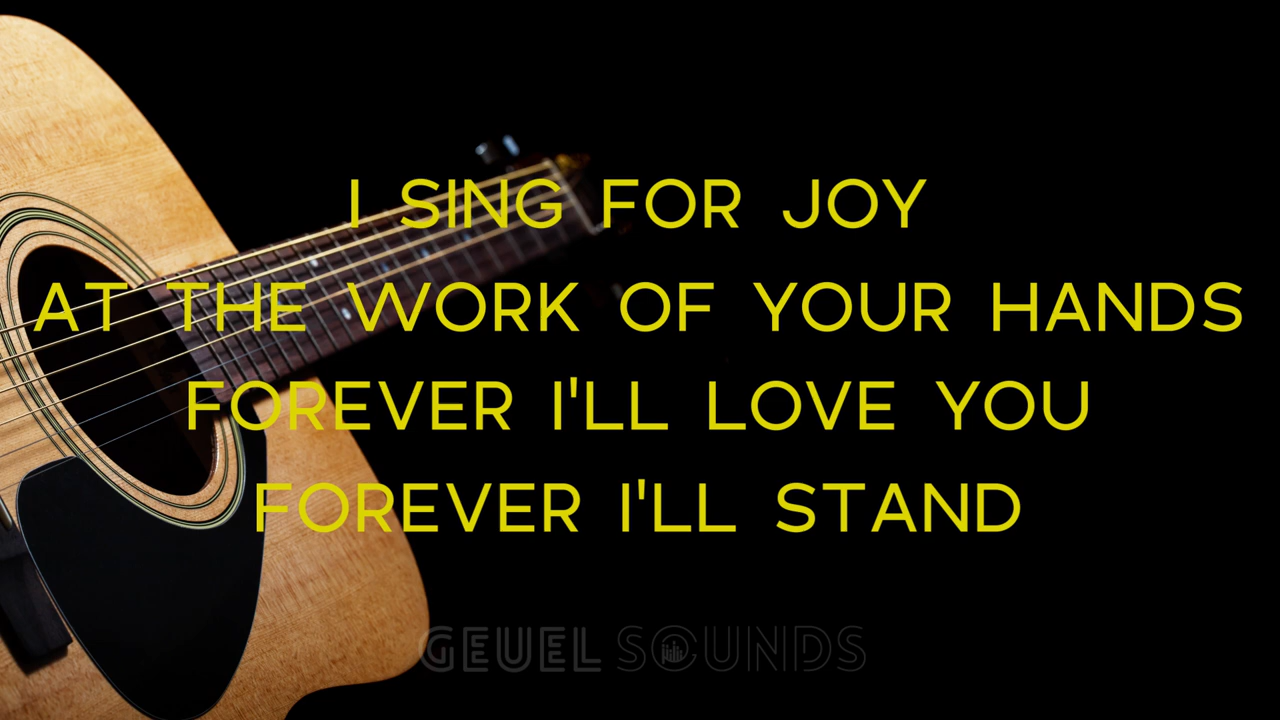 I SING FOR JOY
AT THE WORK OF YOUR HANDS
FOREVER I'LL LOVE YOU
FOREVER I'LL STAND
GEUEL SOUNDS